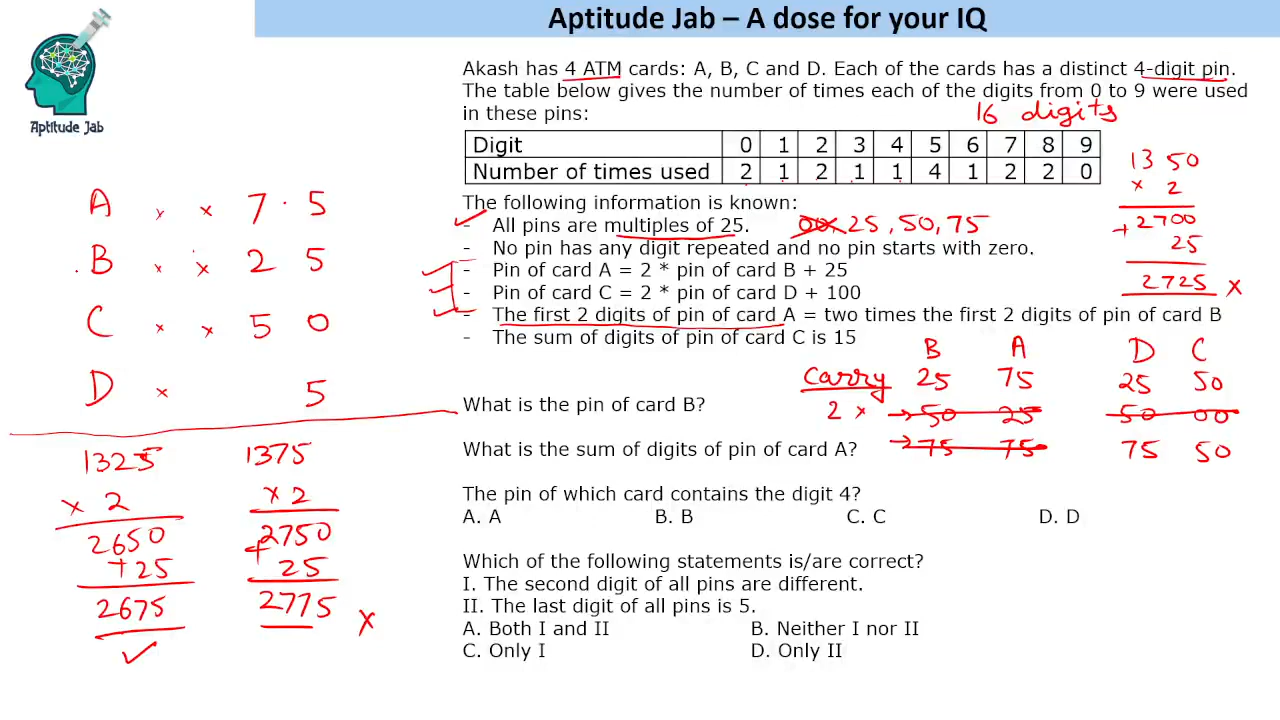 Aptitude Jab – A dose for your IQ
Aptitude Jab
Akash has 4 ATM cards: A, B, C and D. Each of the cards has a distinct 4-digit pin.
The table below gives the number of times each of the digits from 0 to 9 were used
in these pins:
16 digits
Digit 0 1 2 3 4 5 6 7 8 9
Number of times used 2 1 2 1 1 4 1 2 2 0
The following information is known:
- All pins are multiples of 25.
00, 25, 50, 75
- No pin has any digit repeated and no pin starts with zero.
- Pin of card A = 2 * pin of card B + 25
- Pin of card C = 2 * pin of card D + 100
- The first 2 digits of pin of card A = two times the first 2 digits of pin of card B
- The sum of digits of pin of card C is 15
1350
x 2
+2700
25
2725 x
A x x 7 5
B x x 2 5
C x x 5 0
D x 5
B A D C
Carry 25 75 25 50
2 x → 50 25 50 00
→ 75 75 75 50
What is the pin of card B?
What is the sum of digits of pin of card A?
The pin of which card contains the digit 4?
A. A B. B C. C D. D
Which of the following statements is/are correct?
I. The second digit of all pins are different.
II. The last digit of all pins is 5.
A. Both I and II B. Neither I nor II
C. Only I D. Only II
1325
x 2
2650
+25
2675
✓
1375
x 2
2750
+ 25
2775 x